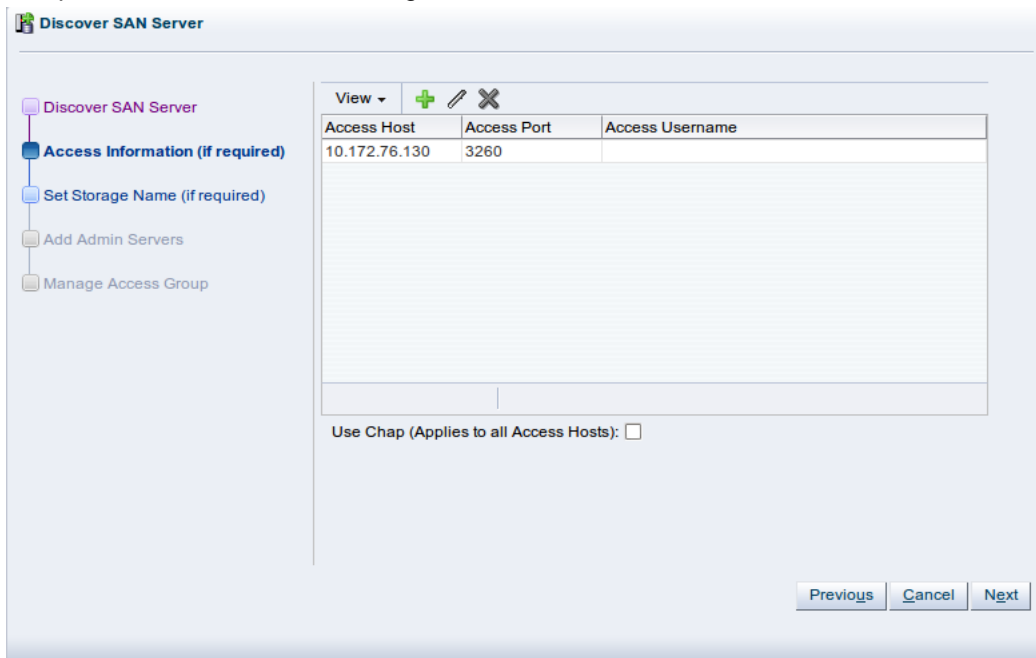 Discover SAN Server
Discover SAN Server
Access Information (if required)
Set Storage Name (if required)
Add Admin Servers
Manage Access Group
View
Access Host Access Port Access Username
10.172.76.130 3260
Use Chap (Applies to all Access Hosts):
Previous Cancel Next